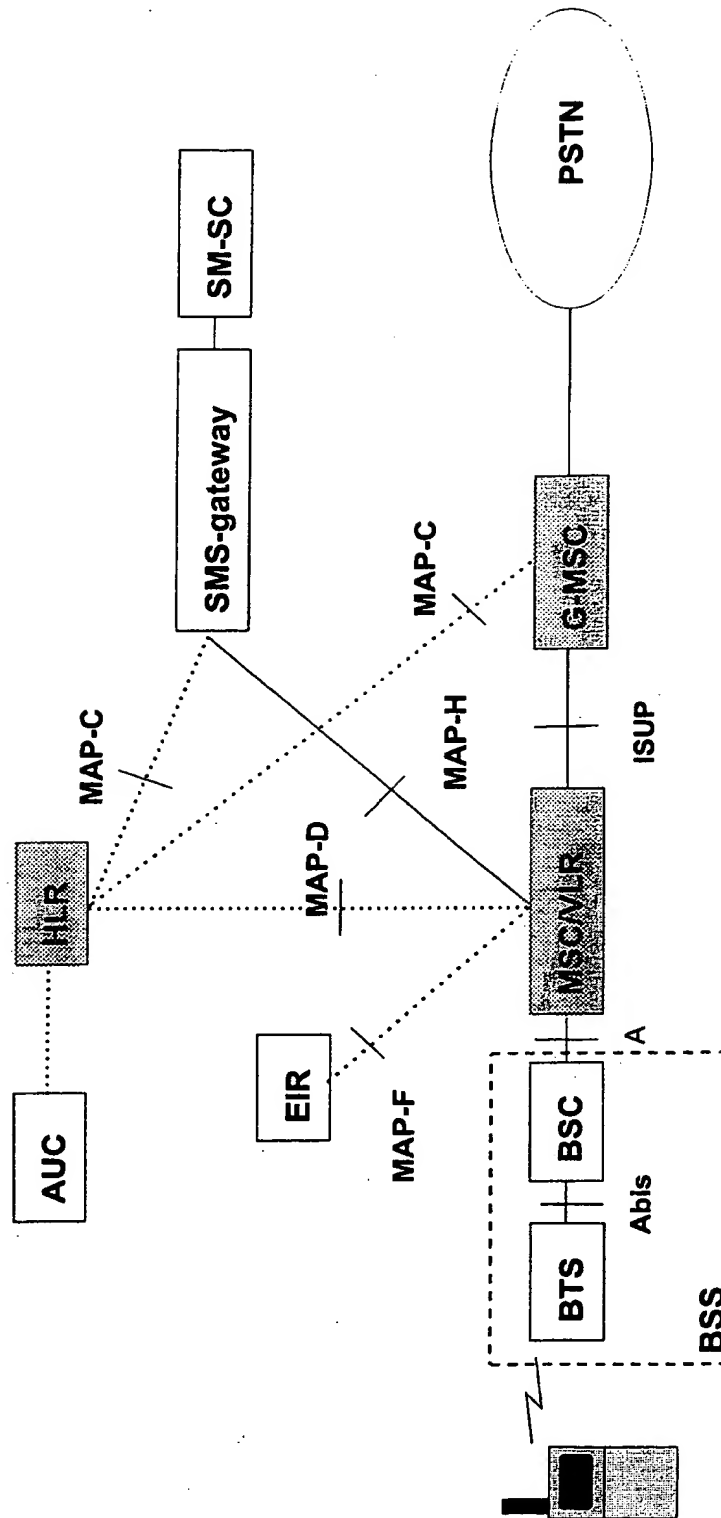 AUC
HLR
MAP-C
SMS-gateway
SM-SC
EIR
MAP-F
MAP-D
MAP-H
MAP-C
BTS
Abis
BSC
A
MSC/VLR
ISUP
G-MSC
PSTN
BSS